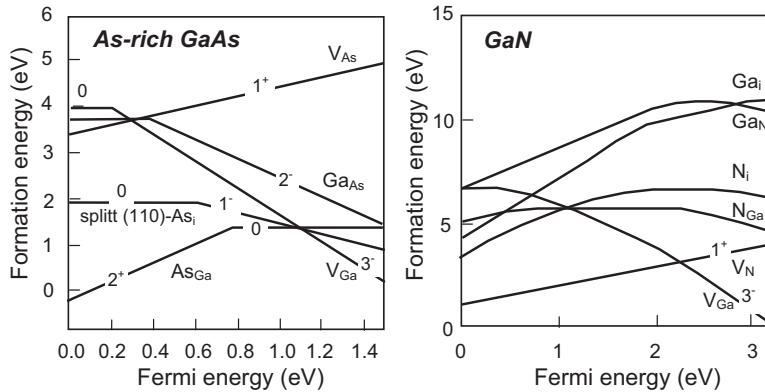 As-rich GaAs
Formation energy (eV)
6
5
4
3
2
1
0
0
V_As
1+
2-
Ga_As
0
splitt (110)-As_i
1-
0
2+
As_Ga
3-
V_Ga
0.0 0.2 0.4 0.6 0.8 1.0 1.2 1.4
Fermi energy (eV)
GaN
Formation energy (eV)
15
10
5
0
Ga_i
Ga_N
N_i
N_Ga
1+
V_N
V_Ga 3-
0 1 2 3
Fermi energy (eV)